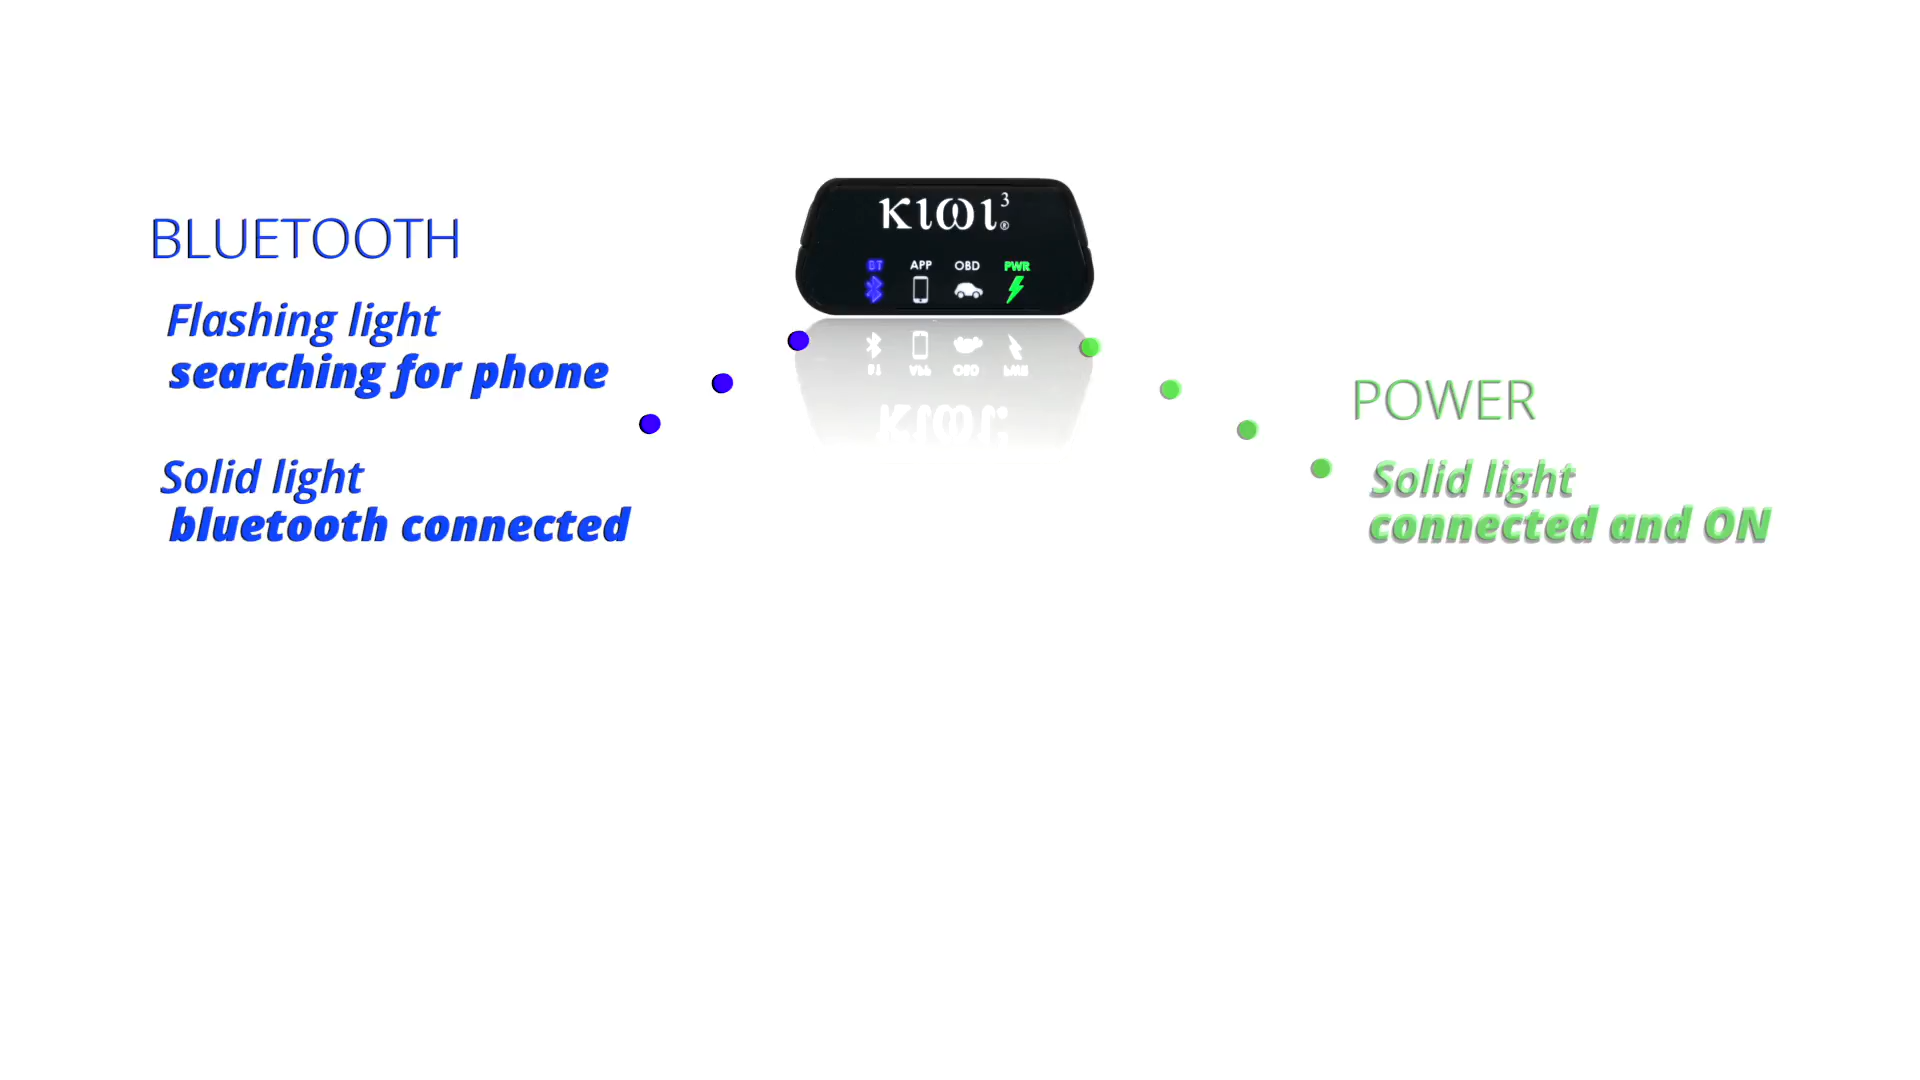 BLUETOOTH
Flashing light
searching for phone
Solid light
bluetooth connected
kiwi 3 ®
BT APP OBD PWR
POWER
Solid light
connected and ON